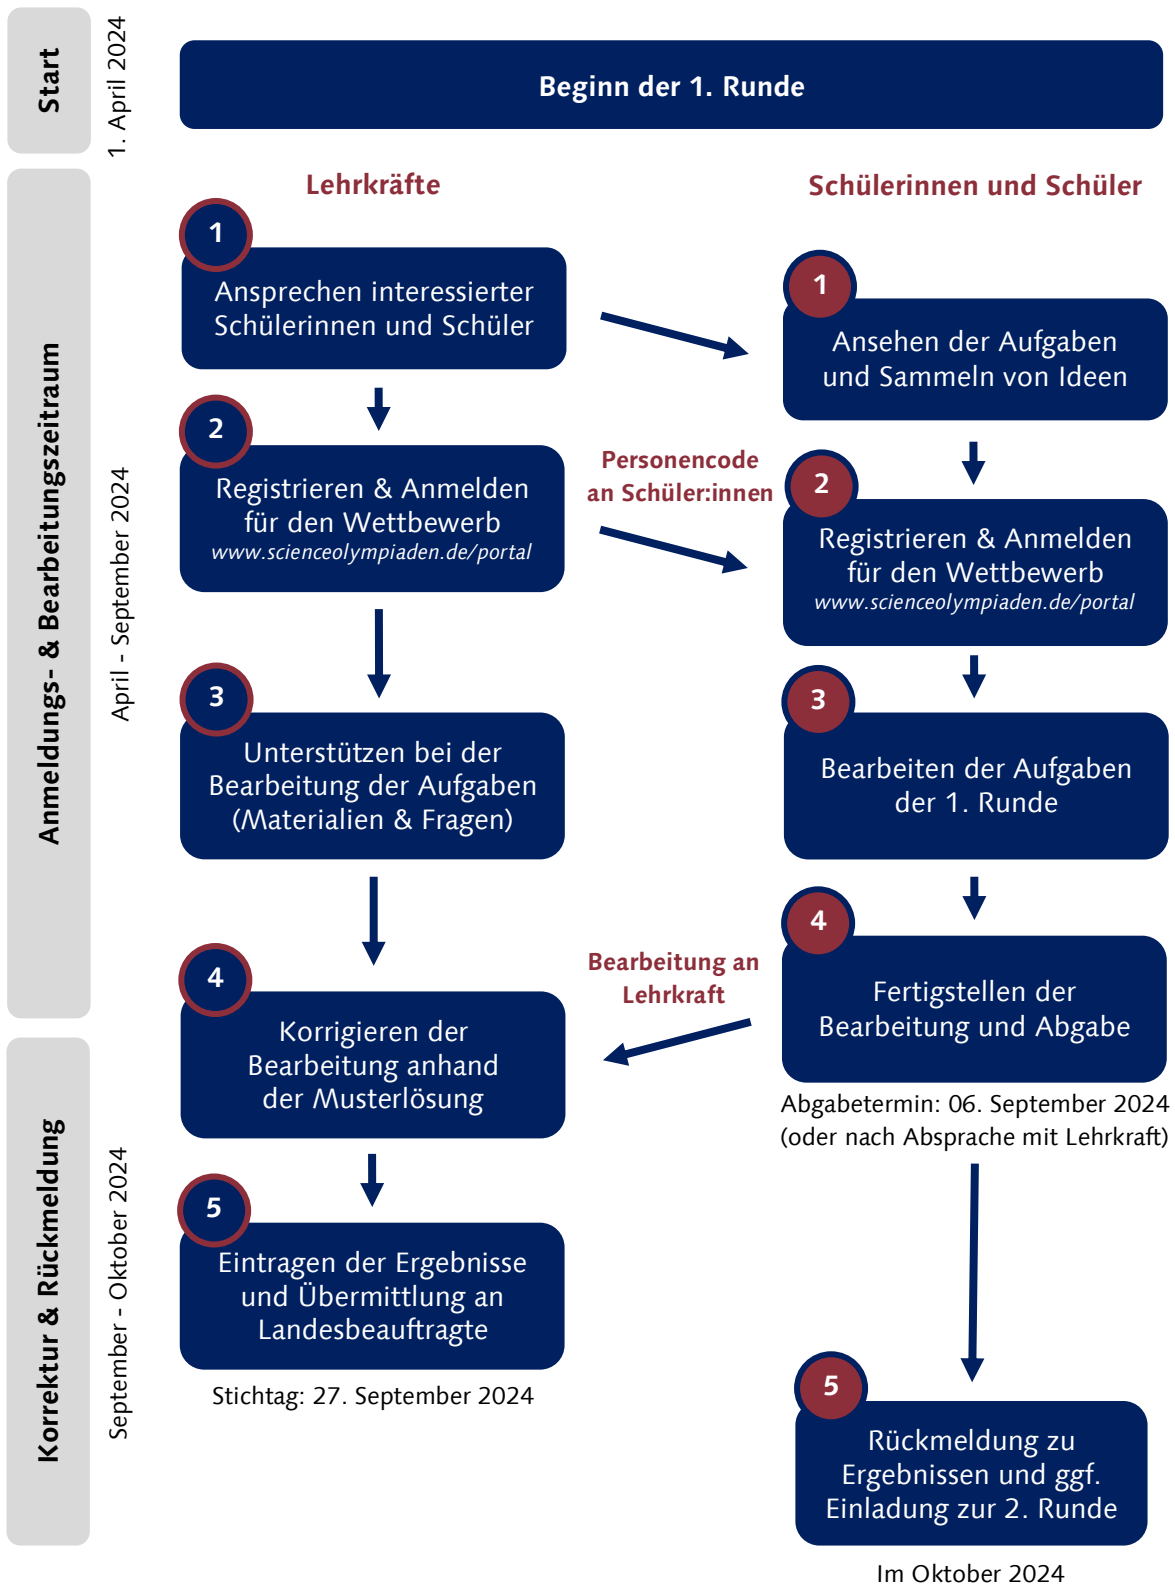 Start
1. April 2024
Beginn der 1. Runde
Anmeldungs- & Bearbeitungszeitraum
April - September 2024
Lehrkräfte
1
Ansprechen interessierter
Schülerinnen und Schüler
2
Registrieren & Anmelden
für den Wettbewerb
www.scienceolympiaden.de/portal
3
Unterstützen bei der
Bearbeitung der Aufgaben
(Materialien & Fragen)
4
Korrigieren der
Bearbeitung anhand
der Musterlösung
5
Eintragen der Ergebnisse
und Übermittlung an
Landesbeauftragte
Stichtag: 27. September 2024
Personencode
an Schüler:innen
Bearbeitung an
Lehrkraft
Schülerinnen und Schüler
1
Ansehen der Aufgaben
und Sammeln von Ideen
2
Registrieren & Anmelden
für den Wettbewerb
www.scienceolympiaden.de/portal
3
Bearbeiten der Aufgaben
der 1. Runde
4
Fertigstellen der
Bearbeitung und Abgabe
Abgabetermin: 06. September 2024
(oder nach Absprache mit Lehrkraft)
5
Rückmeldung zu
Ergebnissen und ggf.
Einladung zur 2. Runde
Im Oktober 2024
Korrektur & Rückmeldung
September - Oktober 2024